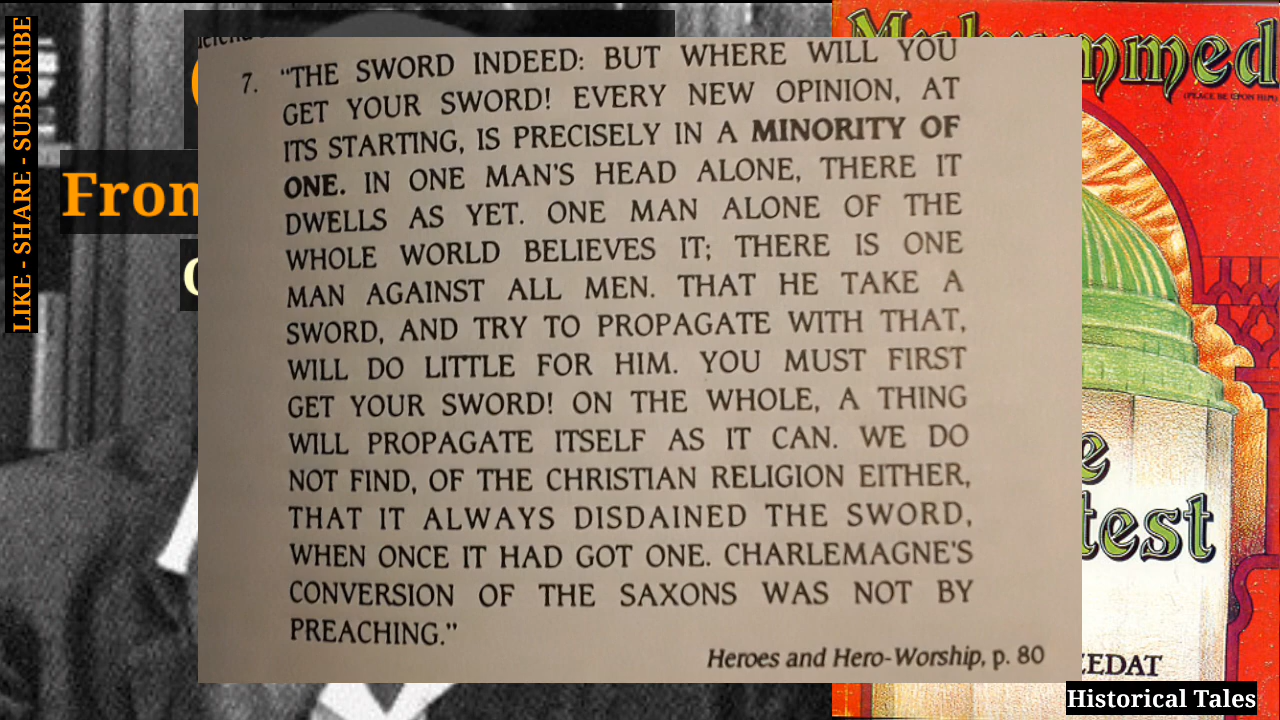 LIKE - SHARE - SUBSCRIBE
7. "THE SWORD INDEED: BUT WHERE WILL YOU
GET YOUR SWORD! EVERY NEW OPINION, AT
ITS STARTING, IS PRECISELY IN A MINORITY OF
ONE. IN ONE MAN'S HEAD ALONE, THERE IT
DWELLS AS YET. ONE MAN ALONE OF THE
WHOLE WORLD BELIEVES IT; THERE IS ONE
MAN AGAINST ALL MEN. THAT HE TAKE A
SWORD, AND TRY TO PROPAGATE WITH THAT,
WILL DO LITTLE FOR HIM. YOU MUST FIRST
GET YOUR SWORD! ON THE WHOLE, A THING
WILL PROPAGATE ITSELF AS IT CAN. WE DO
NOT FIND, OF THE CHRISTIAN RELIGION EITHER,
THAT IT ALWAYS DISDAINED THE SWORD,
WHEN ONCE IT HAD GOT ONE. CHARLEMAGNE'S
CONVERSION OF THE SAXONS WAS NOT BY
PREACHING."
Heroes and Hero-Worship, p. 80
(PEACE BE UPON HIM)
Historical Tales